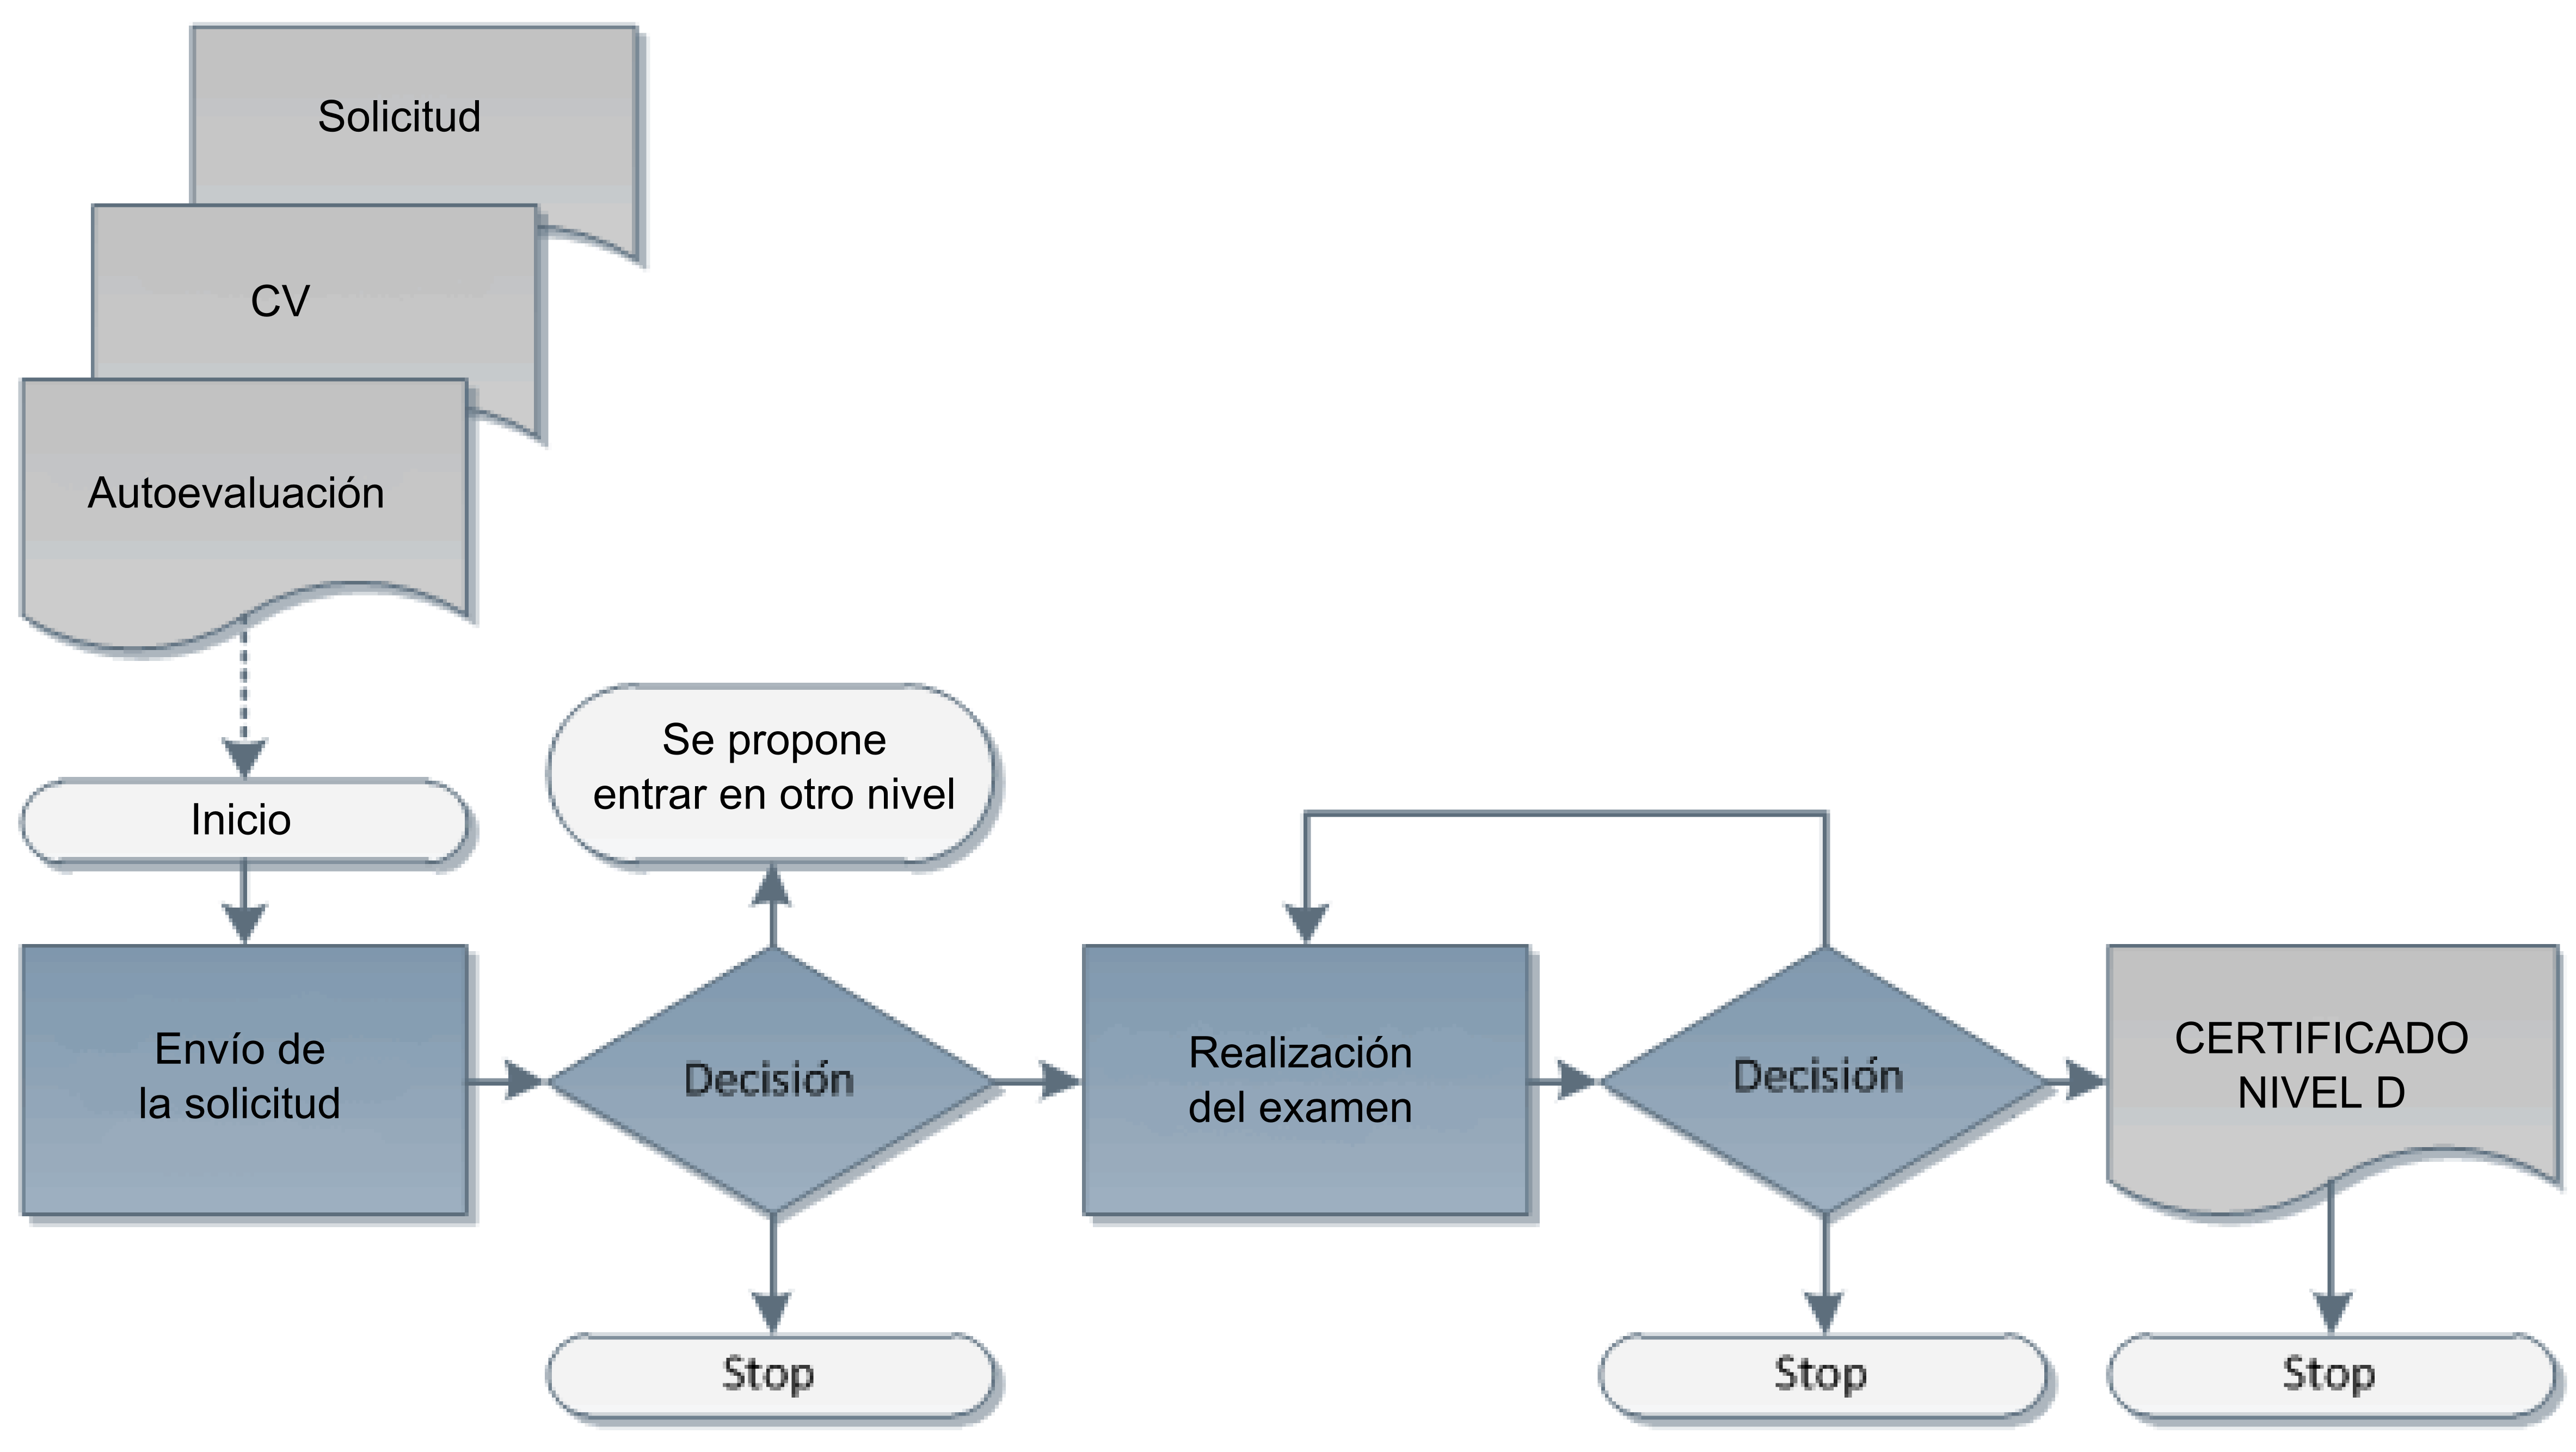 Solicitud
CV
Autoevaluación
Inicio
Se propone
entrar en otro nivel
Envío de
la solicitud
Decisión
Realización
del examen
Decisión
CERTIFICADO
NIVEL D
Stop
Stop
Stop